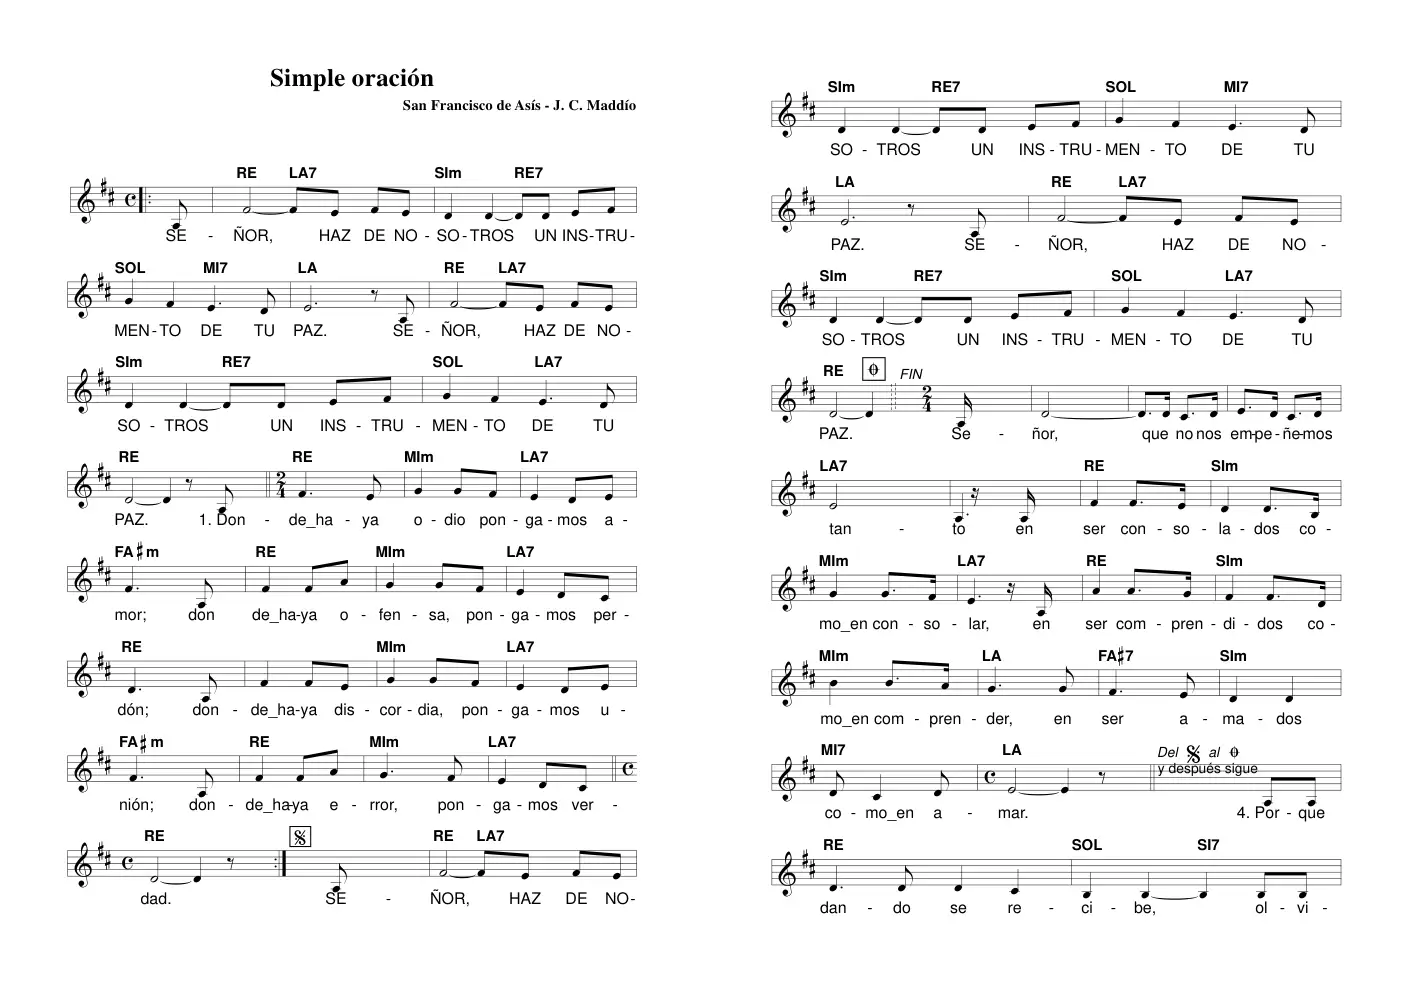 Simple oración
San Francisco de Asís - J. C. Maddío
RE LA7 SIm RE7
SE - ÑOR, HAZ DE NO - SO - TROS UN INS-TRU-
SOL MI7 LA RE LA7
MEN-TO DE TU PAZ. SE - ÑOR, HAZ DE NO -
SIm RE7 SOL LA7
SO - TROS UN INS - TRU - MEN - TO DE TU
RE RE MIm LA7
2
4
PAZ. 1. Don - de_ha - ya o - dio pon - ga - mos a -
FA♯m RE MIm LA7
mor; don de_ha-ya o - fen - sa, pon - ga - mos per -
RE MIm LA7
dón; don - de_ha-ya dis - cor - dia, pon - ga - mos u -
FA♯m RE MIm LA7
nión; don - de_ha-ya e - rror, pon - ga - mos ver -
RE RE LA7
dad. SE - ÑOR, HAZ DE NO-
SIm RE7 SOL MI7
SO - TROS UN INS - TRU - MEN - TO DE TU
LA RE LA7
PAZ. SE - ÑOR, HAZ DE NO -
SIm RE7 SOL LA7
SO - TROS UN INS - TRU - MEN - TO DE TU
RE FIN
2
4
PAZ. Se - ñor, que no nos em-pe-ñe-mos
LA7 RE SIm
tan - to en ser con - so - la - dos co -
MIm LA7 RE SIm
mo_en con - so - lar, en ser com - pren - di - dos co -
MIm LA FA♯7 SIm
mo_en com - pren - der, en ser a - ma - dos
MI7 LA Del al
y después sigue
co - mo_en a - mar. 4. Por - que
RE SOL SI7
dan - do se re - ci - be, ol - vi -